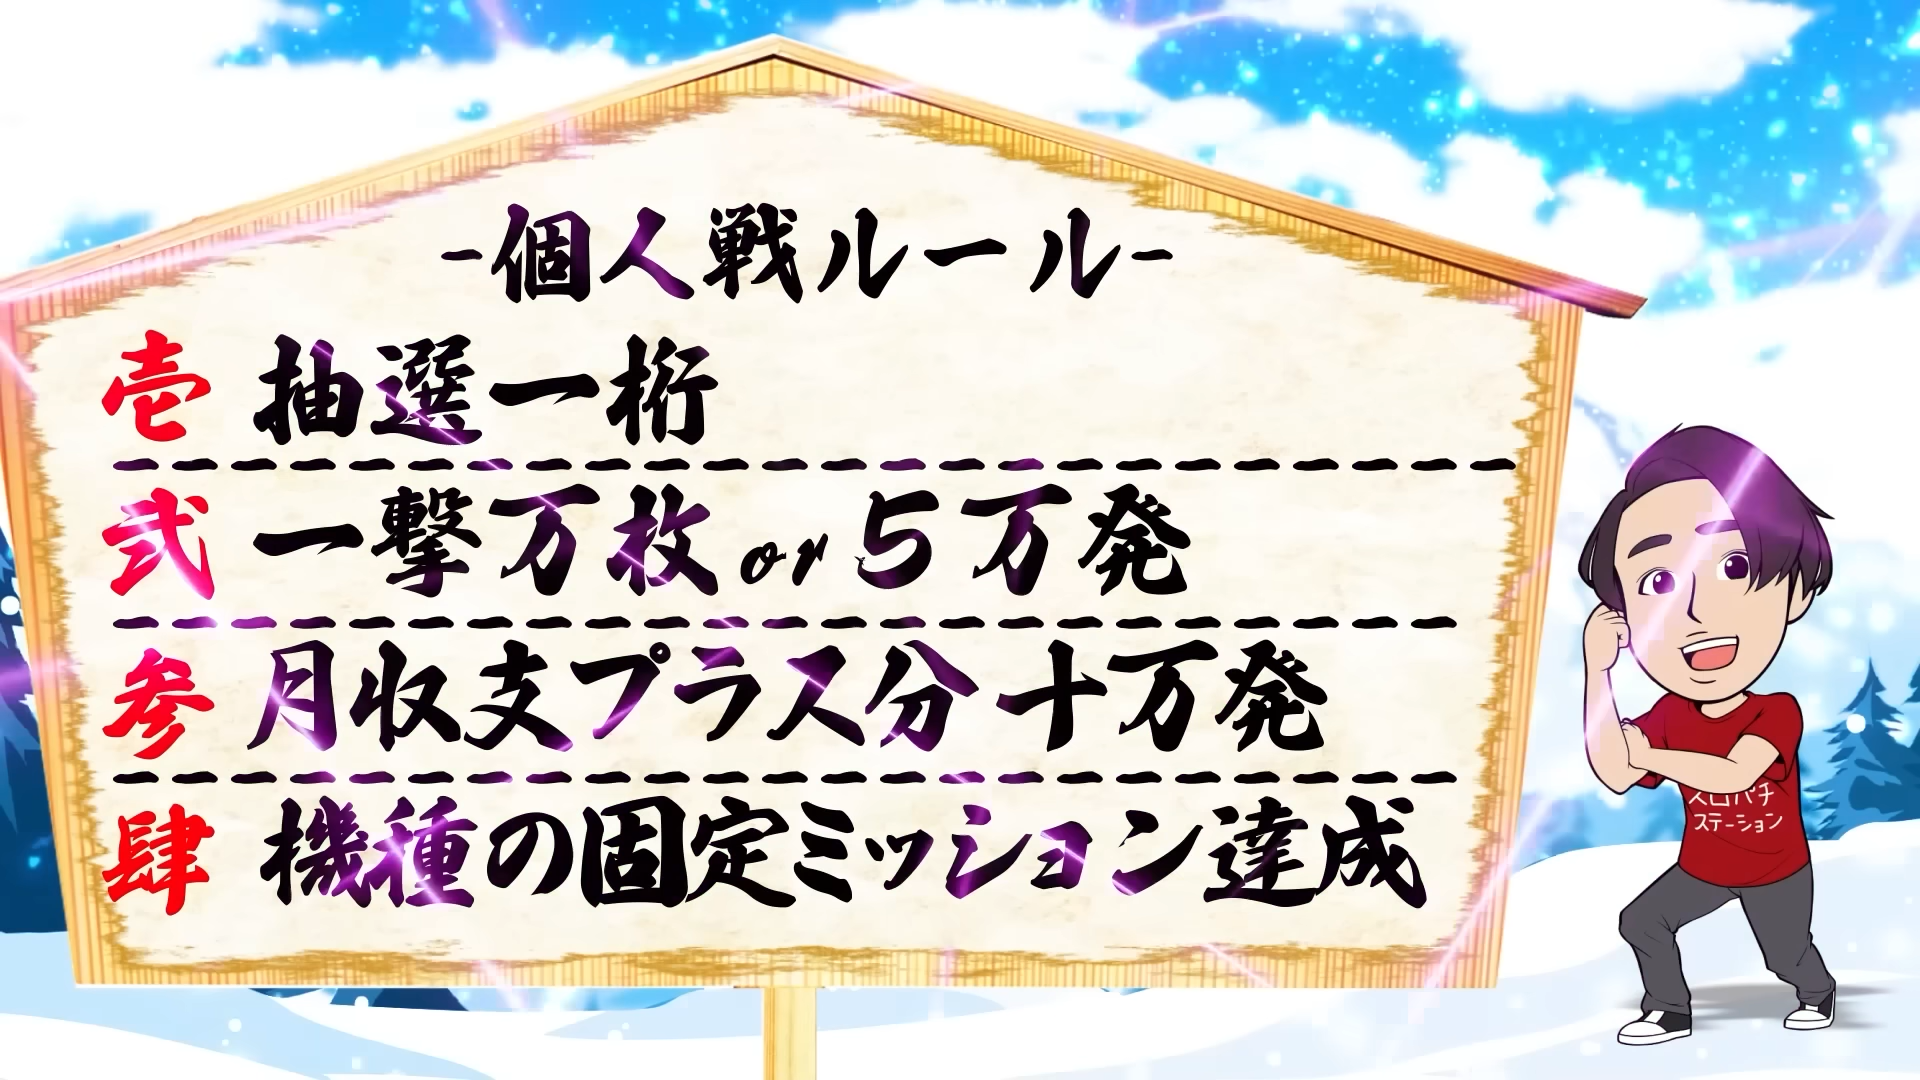 -個人戦ルール-
壱 抽選一桁
弐 一撃万枚or５万発
参 月収支プラス分十万発
肆 機種の固定ミッション達成
スロパチ
ステーション